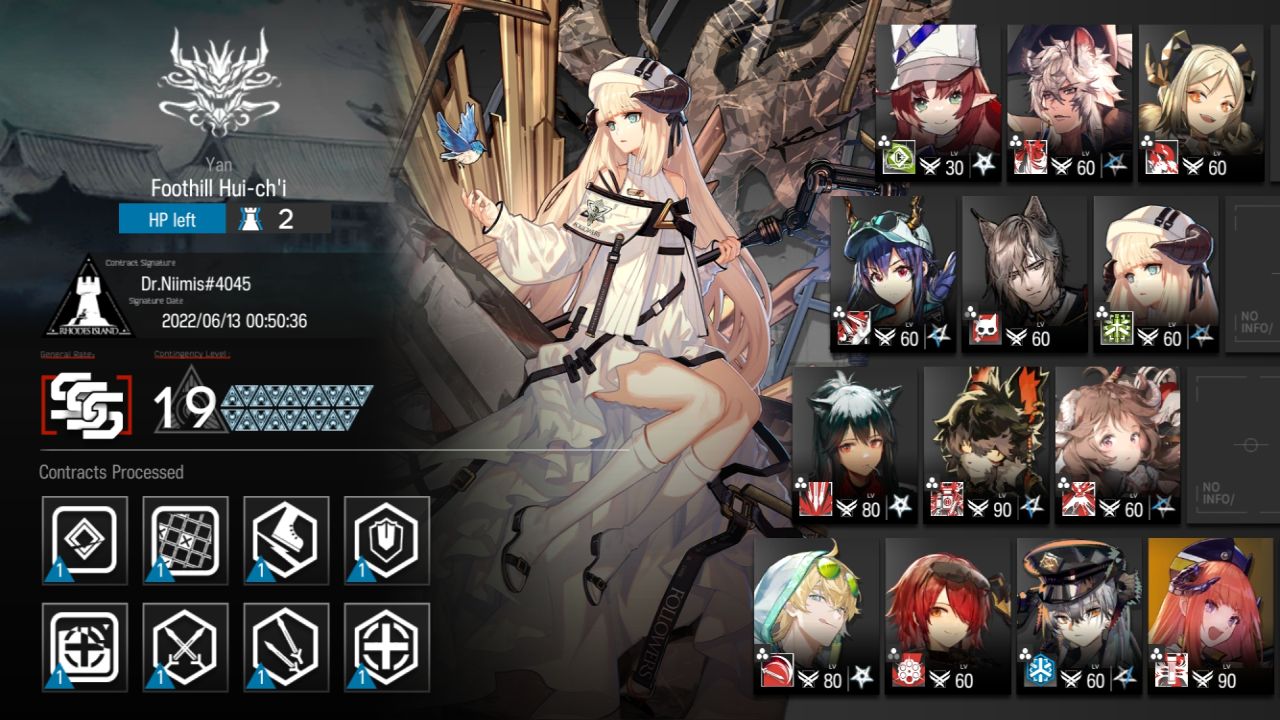 Yan
Foothill Hui-ch'i
HP left 2
Contract Signature
Dr.Niimis#4045
Signature Date
2022/06/13 00:50:36
RHODES ISLAND
General Rate:
Contingency Level:
SSS
19
Contracts Processed
1 1 1 1
1 1 1 1
LV 30
LV 60
LV 60
LV 60
LV 60
LV 60
NO
INFO/
LV 80
LV 90
LV 60
NO
INFO/
LV 80
LV 60
LV 60
LV 90
FOLLOWERS